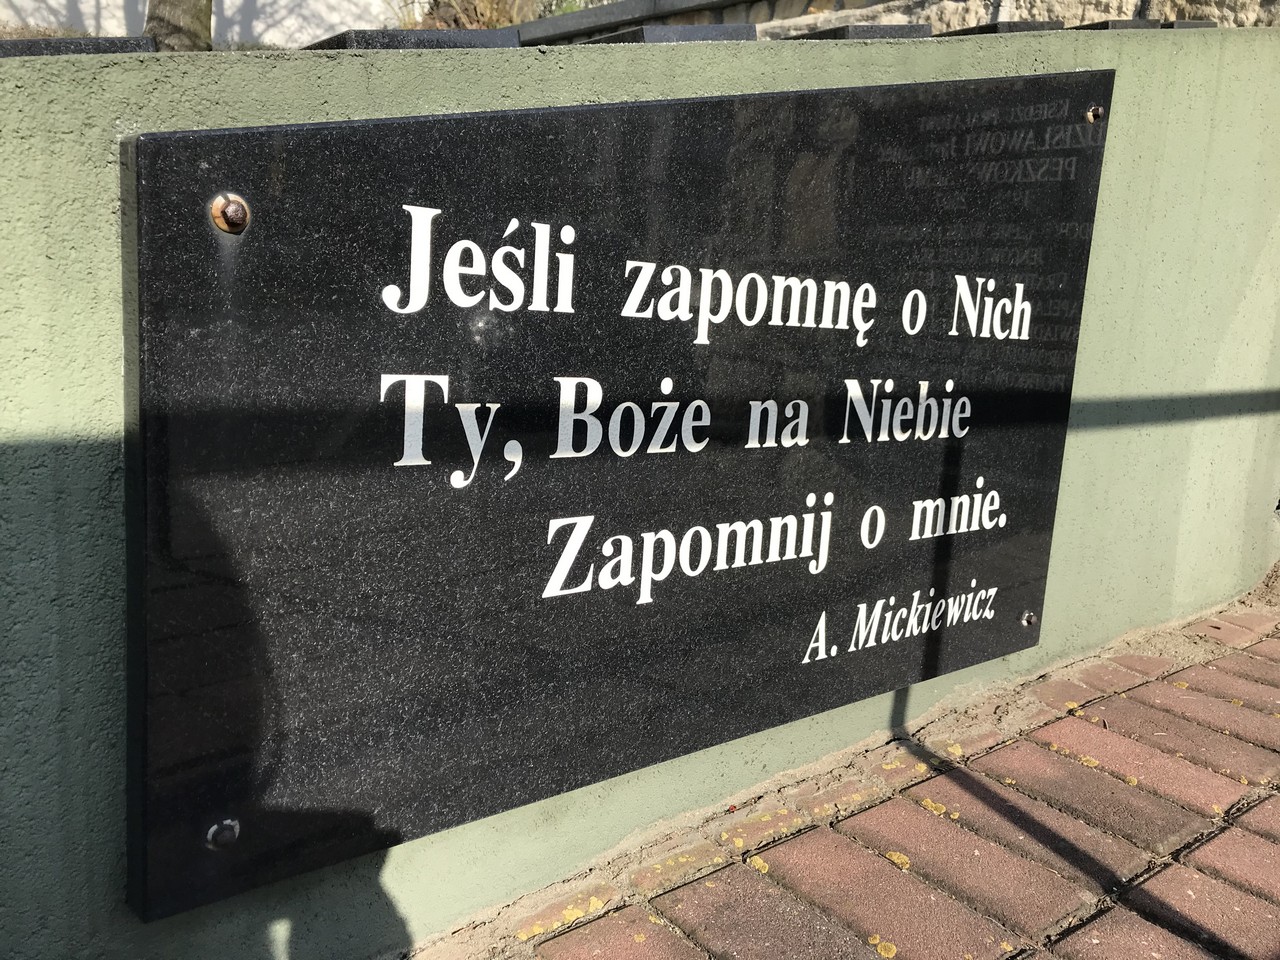 Jeśli zapomnę o Nich
Ty, Boże na Niebie
Zapomnij o mnie.
A. Mickiewicz